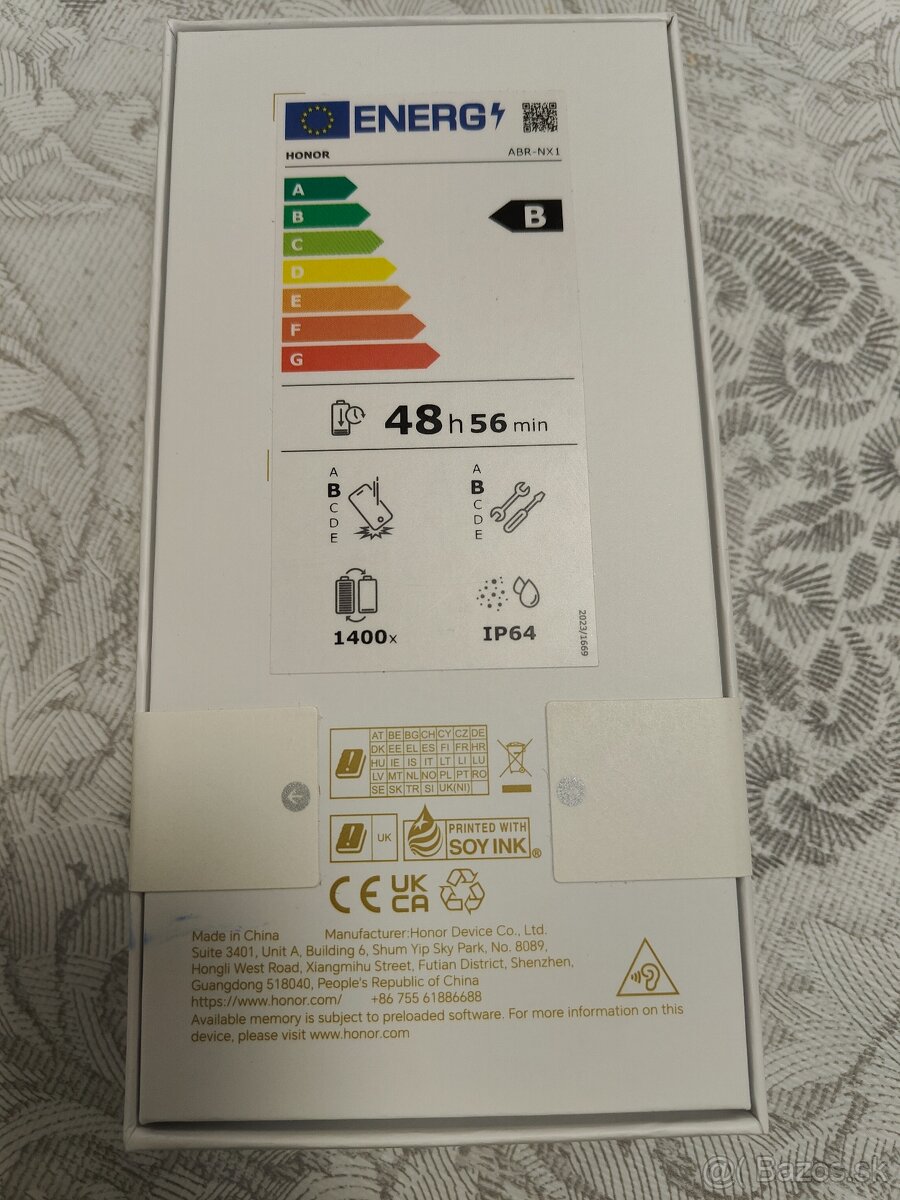 ENERG
HONOR
ABR-NX1
A
B
B
C
D
E
F
G
48 h 56 min
A
B
C
D
E
A
B
C
D
E
1400x
IP64
2023/1669
AT BE BG CH CY CZ DE
DK EE EL ES FI FR HR
HU IE IS IT LT LI LU
LV MT NL NO PL PT RO
SE SK TR SI UK(NI)
UK
PRINTED WITH
SOY INK ®
CE
UK
CA
Made in China Manufacturer:Honor Device Co., Ltd.
Suite 3401, Unit A, Building 6, Shum Yip Sky Park, No. 8089,
Hongli West Road, Xiangmihu Street, Futian District, Shenzhen,
Guangdong 518040, People's Republic of China
https://www.honor.com/ +86 755 61886688
Available memory is subject to preloaded software. For more information on this
device, please visit www.honor.com
@( Bazos.sk